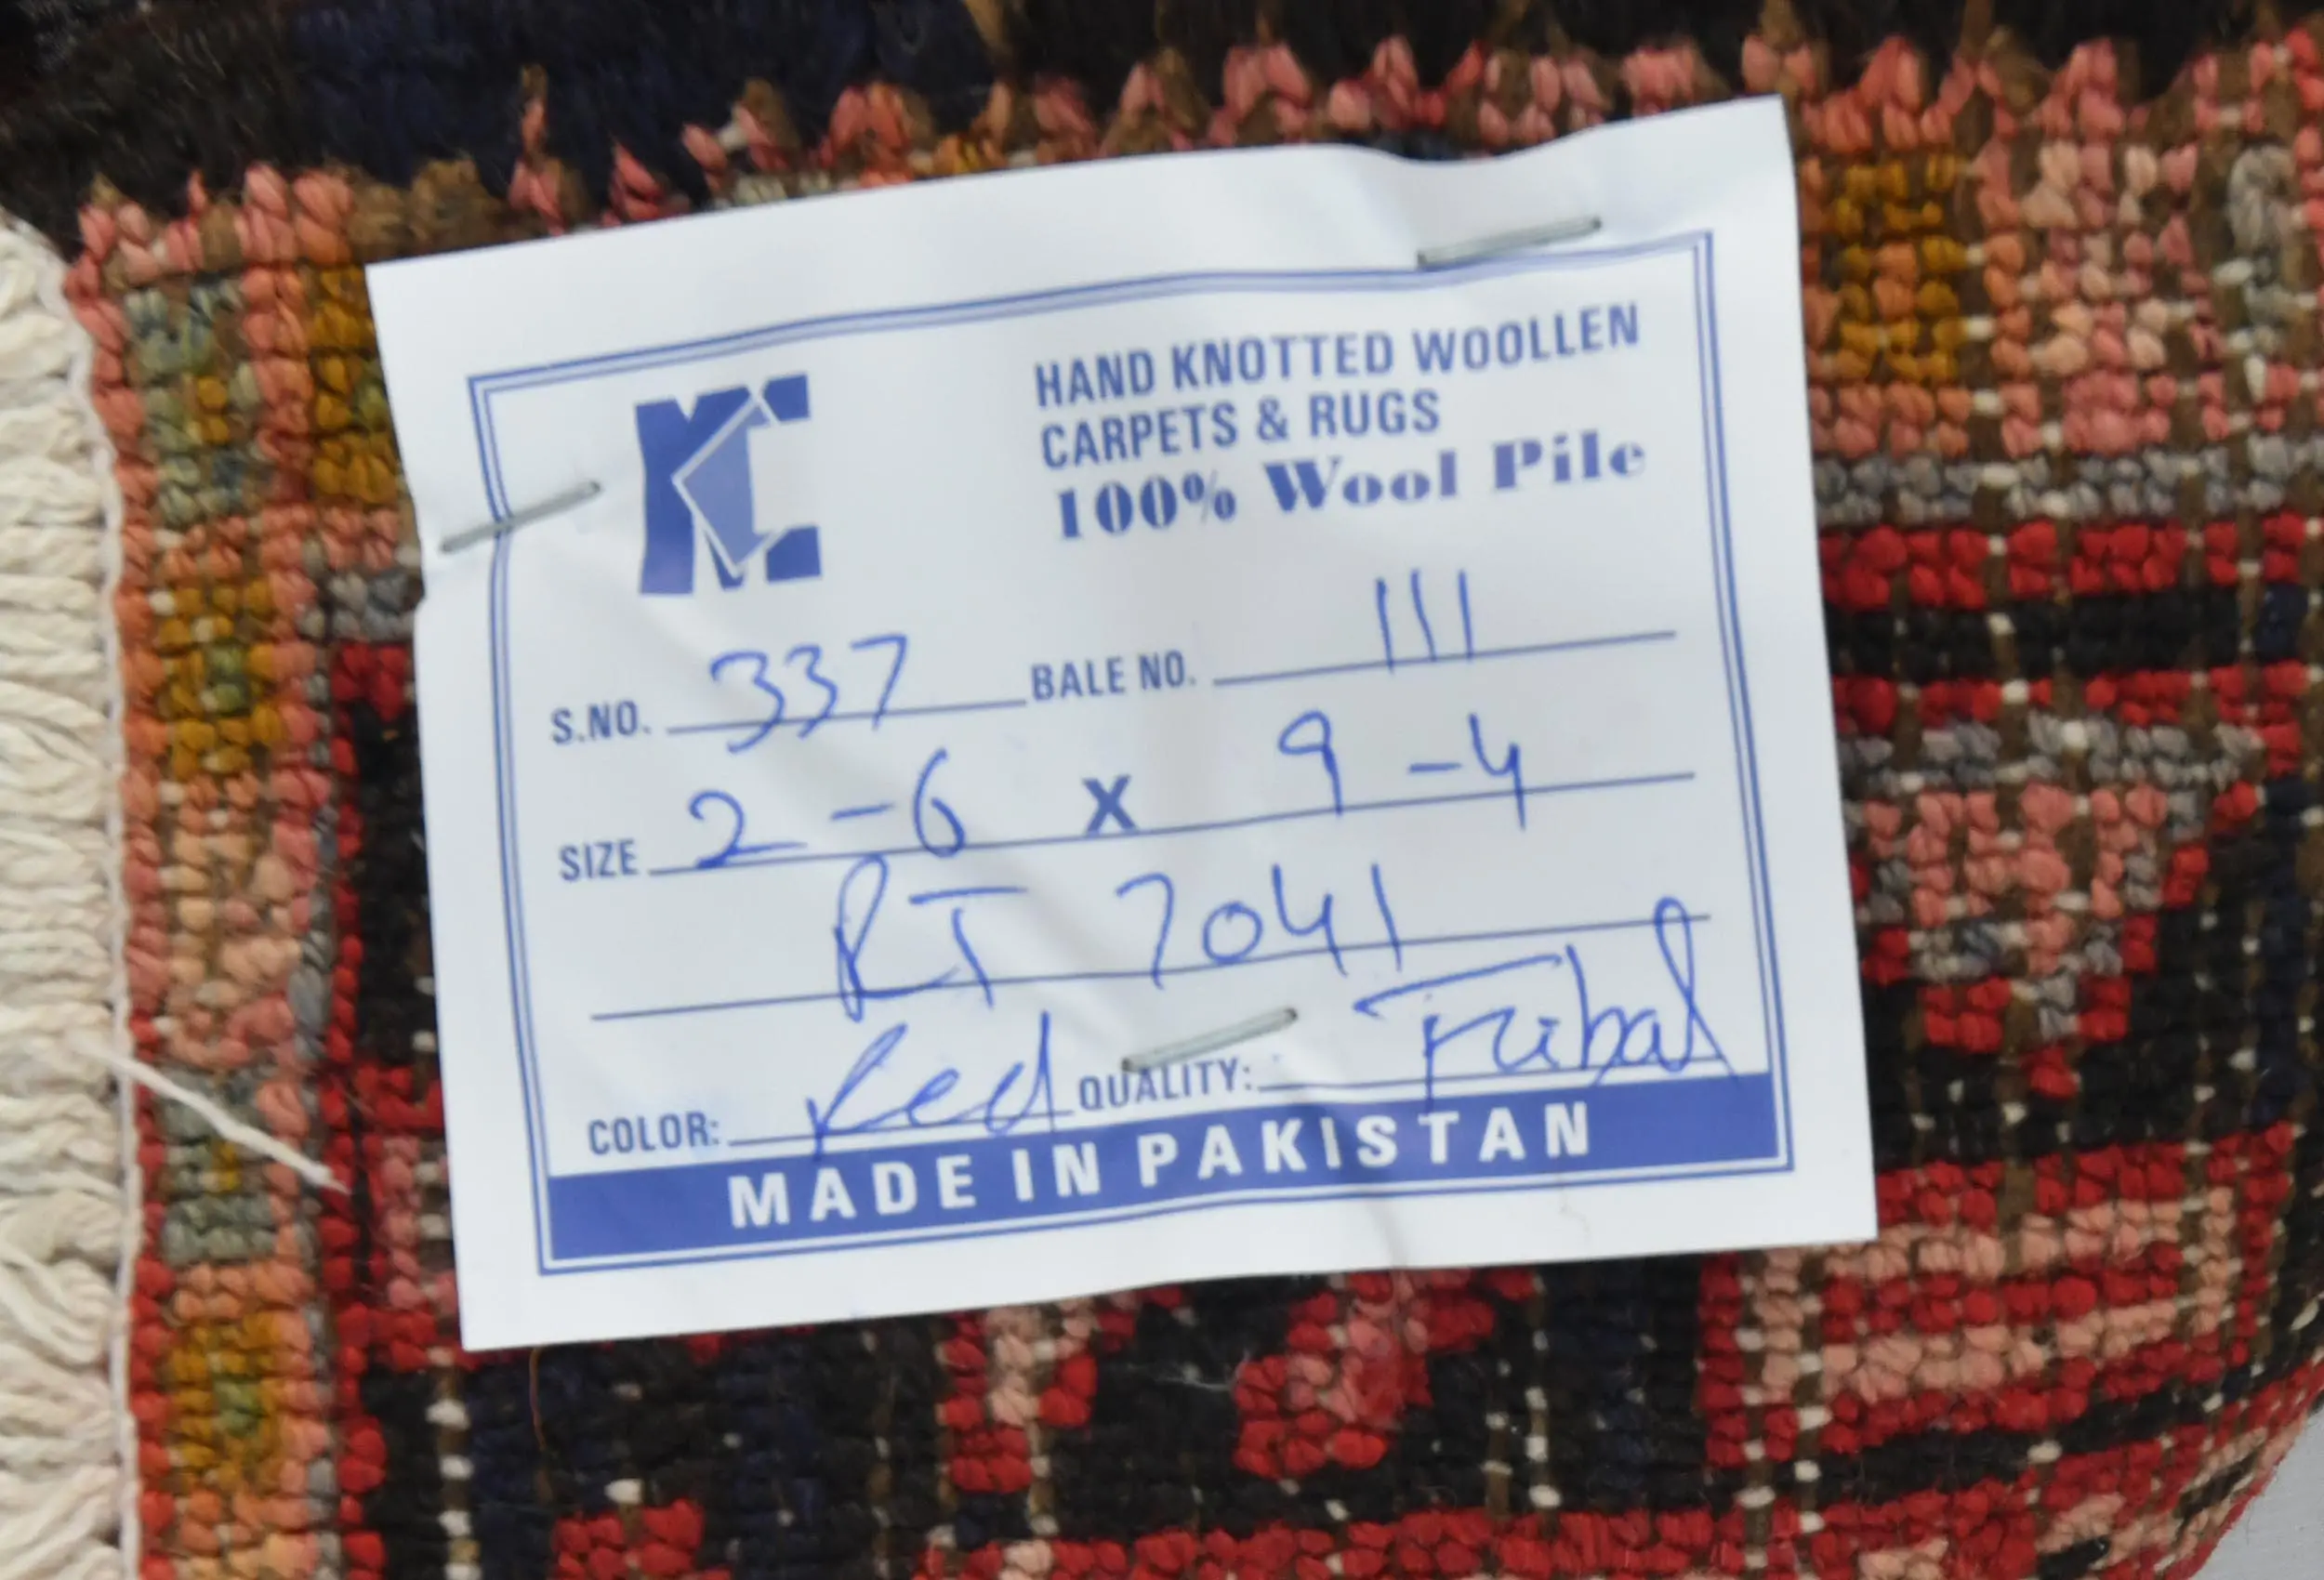 KC
HAND KNOTTED WOOLLEN
CARPETS & RUGS
100% Wool Pile
S.NO. 337 BALE NO. 111
SIZE 2-6 X 9-4
RT 7041
COLOR: Red QUALITY: Tribal
MADE IN PAKISTAN